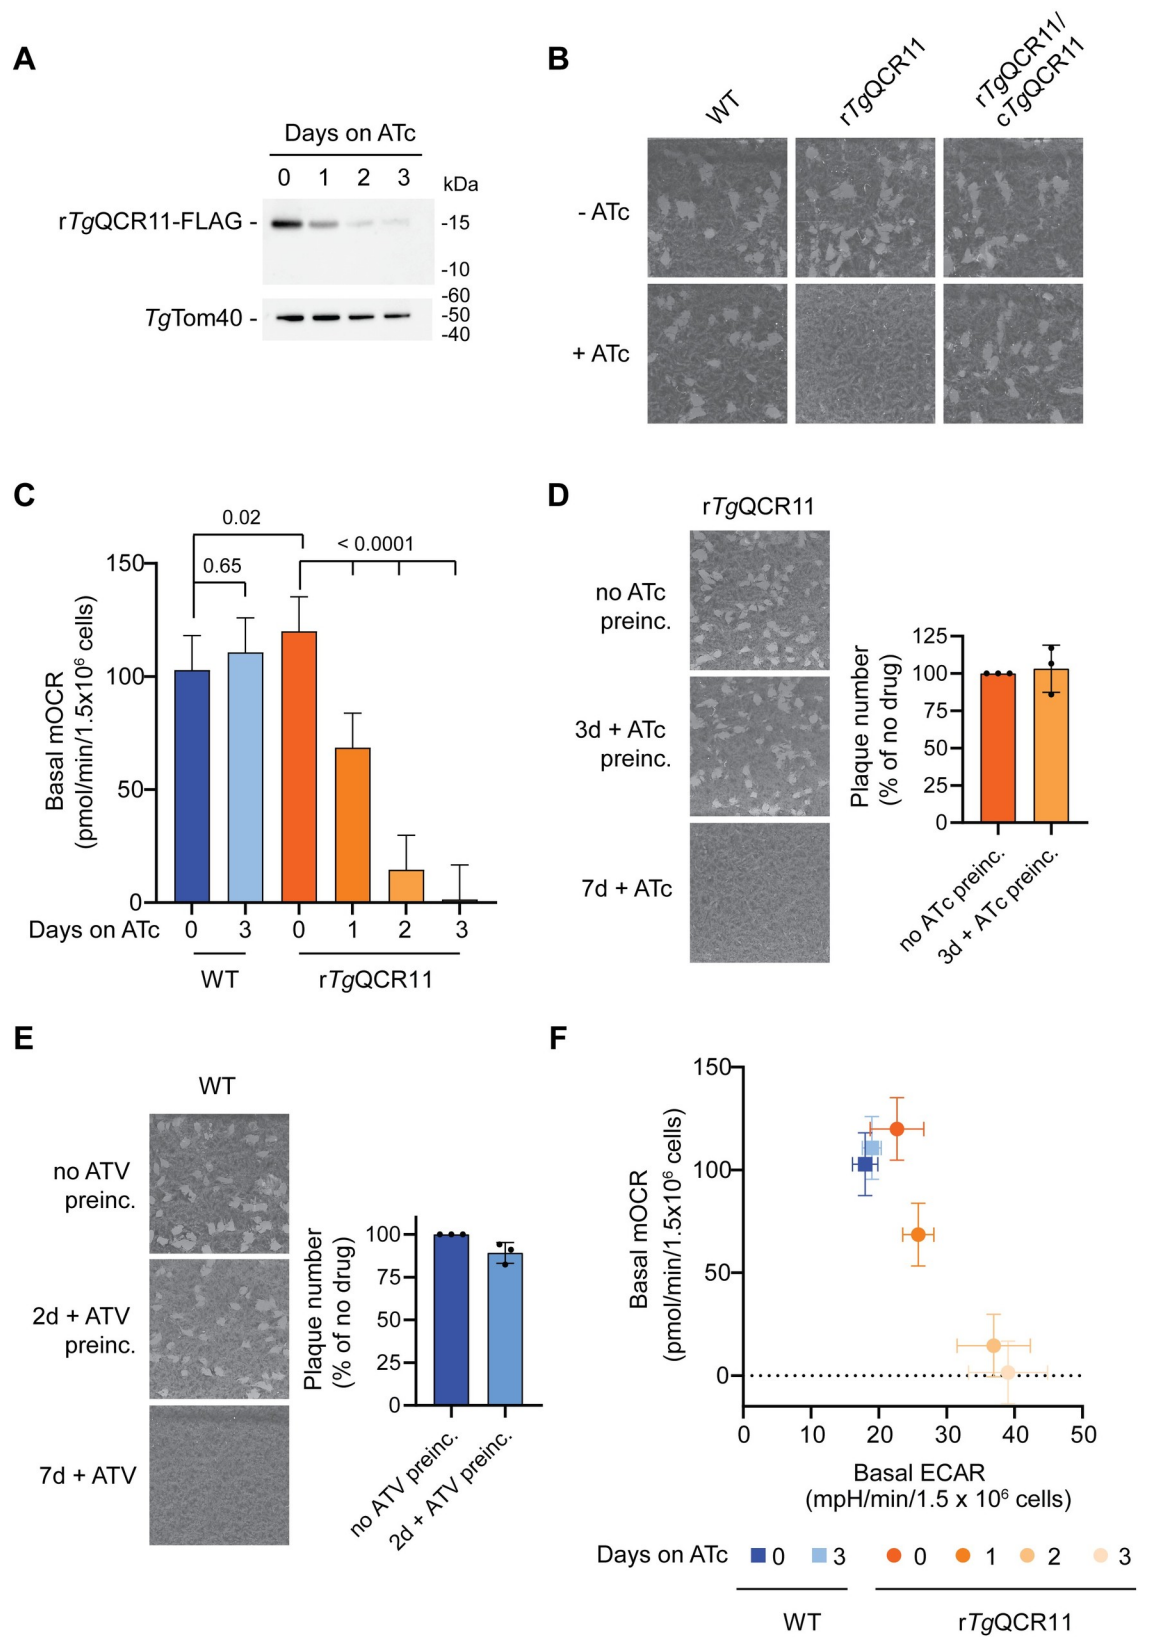 A
Days on ATc
0 1 2 3
kDa
rTgQCR11-FLAG -
-15
-10
-60
TgTom40 -
-50
-40
B
WT
rTgQCR11
rTgQCR11/
cTgQCR11
- ATc
+ ATc
C
0.02
< 0.0001
0.65
Basal mOCR
(pmol/min/1.5x10⁶ cells)
150
100
50
0
Days on ATc 0 3 0 1 2 3
WT rTgQCR11
D
rTgQCR11
no ATc
preinc.
3d + ATc
preinc.
7d + ATc
Plaque number
(% of no drug)
125
100
75
50
25
0
no ATc preinc.
3d + ATc preinc.
E
WT
no ATV
preinc.
2d + ATV
preinc.
7d + ATV
Plaque number
(% of no drug)
100
75
50
25
0
no ATV preinc.
2d + ATV preinc.
F
Basal mOCR
(pmol/min/1.5x10⁶ cells)
150
100
50
0
0 10 20 30 40 50
Basal ECAR
(mpH/min/1.5 x 10⁶ cells)
Days on ATc 0 3 0 1 2 3
WT rTgQCR11